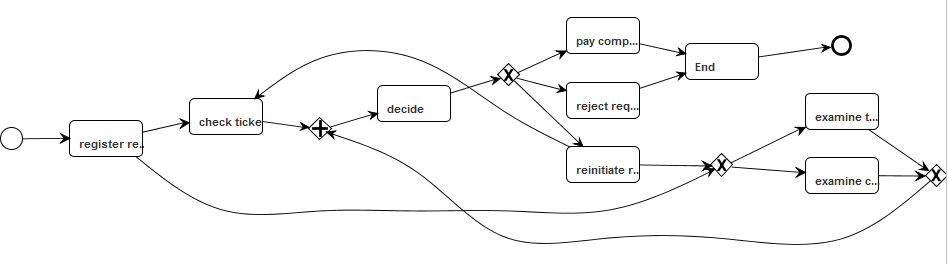 register re..
check ticke
decide
pay comp...
reject req...
reinitiate r..
End
examine t...
examine c...